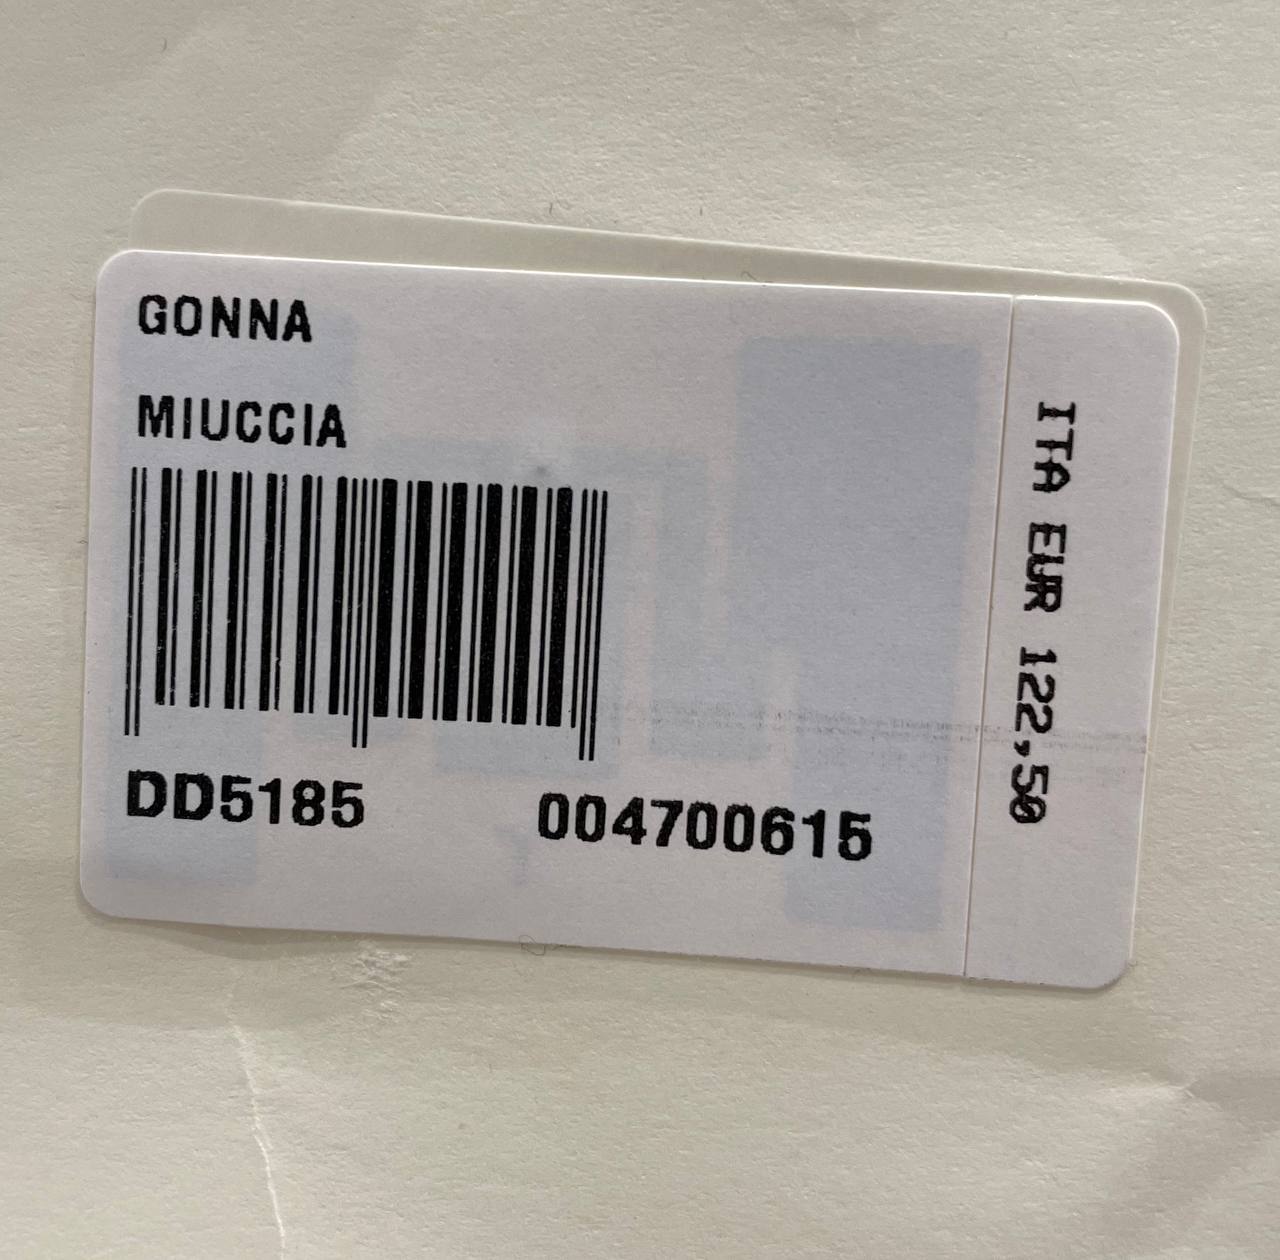 GONNA
MIUCCIA
DD5185 004700615
ITA EUR 122,50